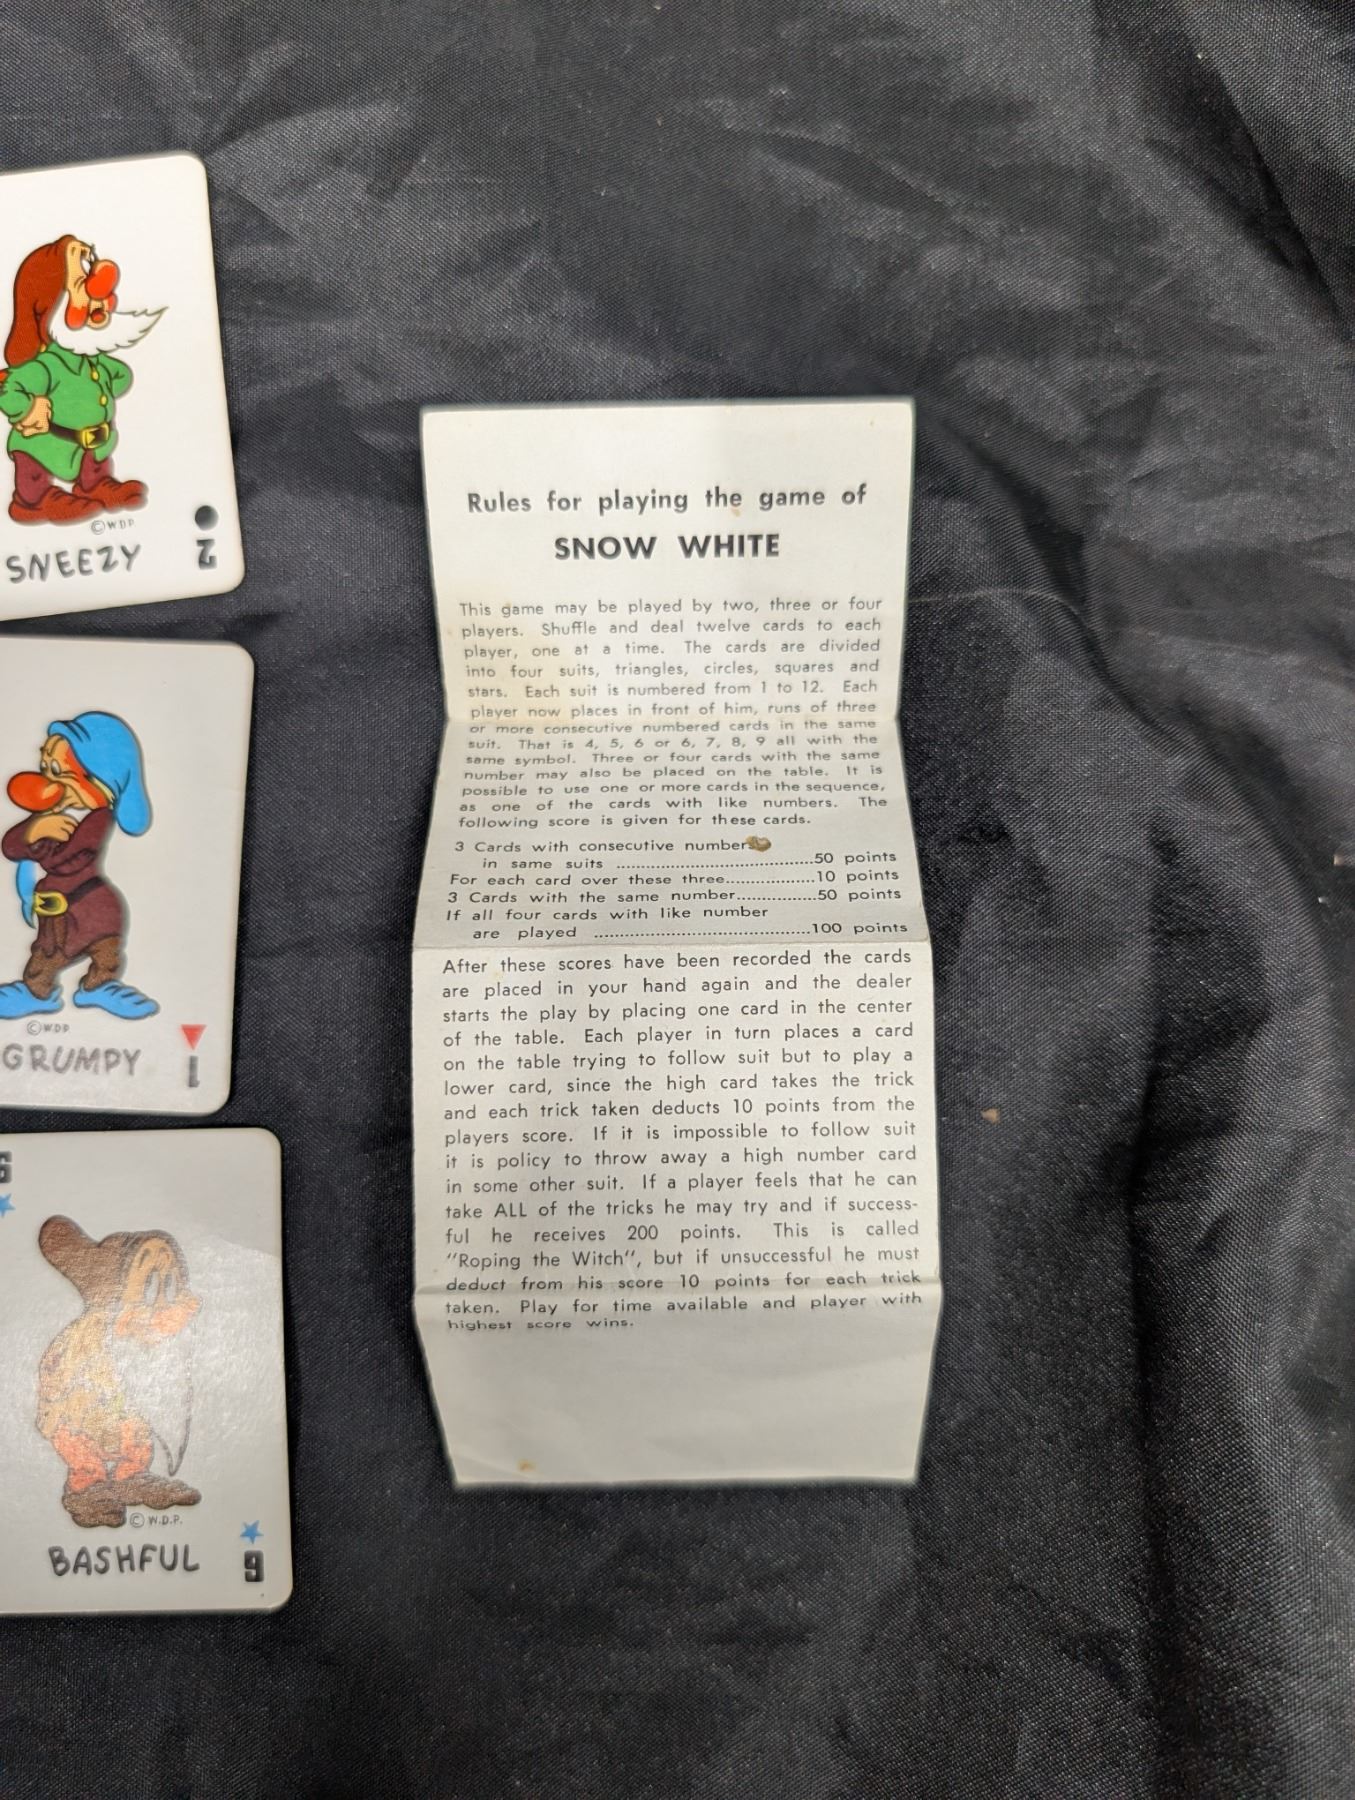 SNEEZY
©W.D.P.
2
©W.D.P.
GRUMPY
1
6
© W.D.P.
BASHFUL
6
Rules for playing the game of
SNOW WHITE
This game may be played by two, three or four
players. Shuffle and deal twelve cards to each
player, one at a time. The cards are divided
into four suits, triangles, circles, squares and
stars. Each suit is numbered from 1 to 12. Each
player now places in front of him, runs of three
or more consecutive numbered cards in the same
suit. That is 4, 5, 6 or 6, 7, 8, 9 all with the
same symbol. Three or four cards with the same
number may also be placed on the table. It is
possible to use one or more cards in the sequence,
as one of the cards with like numbers. The
following score is given for these cards.
3 Cards with consecutive number
in same suits ....................................50 points
For each card over these three.................10 points
3 Cards with the same number...............50 points
If all four cards with like number
are played .......................................100 points
After these scores have been recorded the cards
are placed in your hand again and the dealer
starts the play by placing one card in the center
of the table. Each player in turn places a card
on the table trying to follow suit but to play a
lower card, since the high card takes the trick
and each trick taken deducts 10 points from the
players score. If it is impossible to follow suit
it is policy to throw away a high number card
in some other suit. If a player feels that he can
take ALL of the tricks he may try and if success-
ful he receives 200 points. This is called
"Roping the Witch", but if unsuccessful he must
deduct from his score 10 points for each trick
taken. Play for time available and player with
highest score wins.